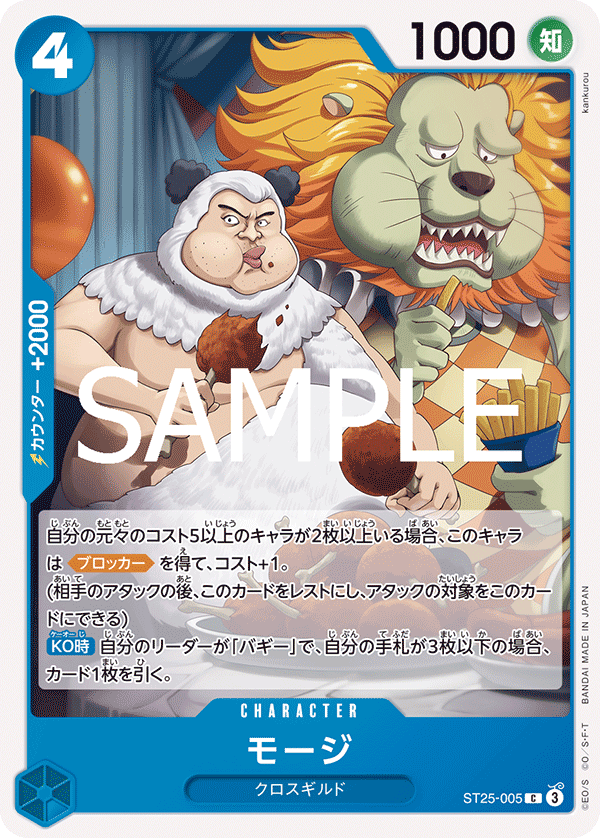 4
1000
知
kankurou
カウンター +2000
SAMPLE
自分の元々のコスト5以上のキャラが2枚以上いる場合、このキャラ
は ブロッカー を得て、コスト+1。
(相手のアタックの後、このカードをレストにし、アタックの対象をこのカー
ドにできる)
KO時 自分のリーダーが「バギー」で、自分の手札が3枚以下の場合、
カード1枚を引く。
CHARACTER
モージ
クロスギルド
ST25-005 C 3
©E.O/S ©O/S・F・T BANDAI MADE IN JAPAN